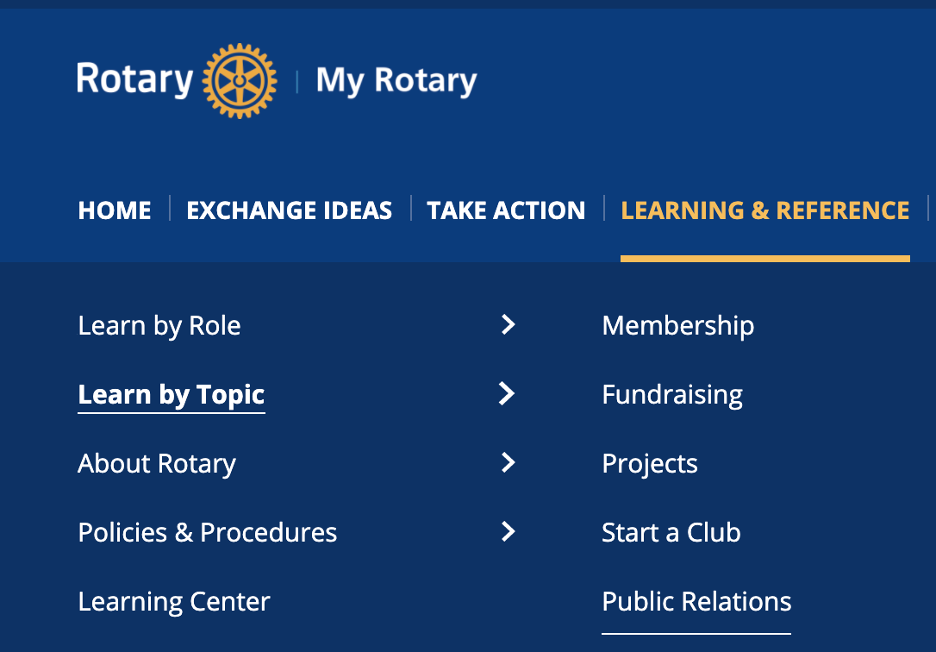 Rotary | My Rotary
HOME | EXCHANGE IDEAS | TAKE ACTION | LEARNING & REFERENCE |
Learn by Role
Learn by Topic
About Rotary
Policies & Procedures
Learning Center
Membership
Fundraising
Projects
Start a Club
Public Relations